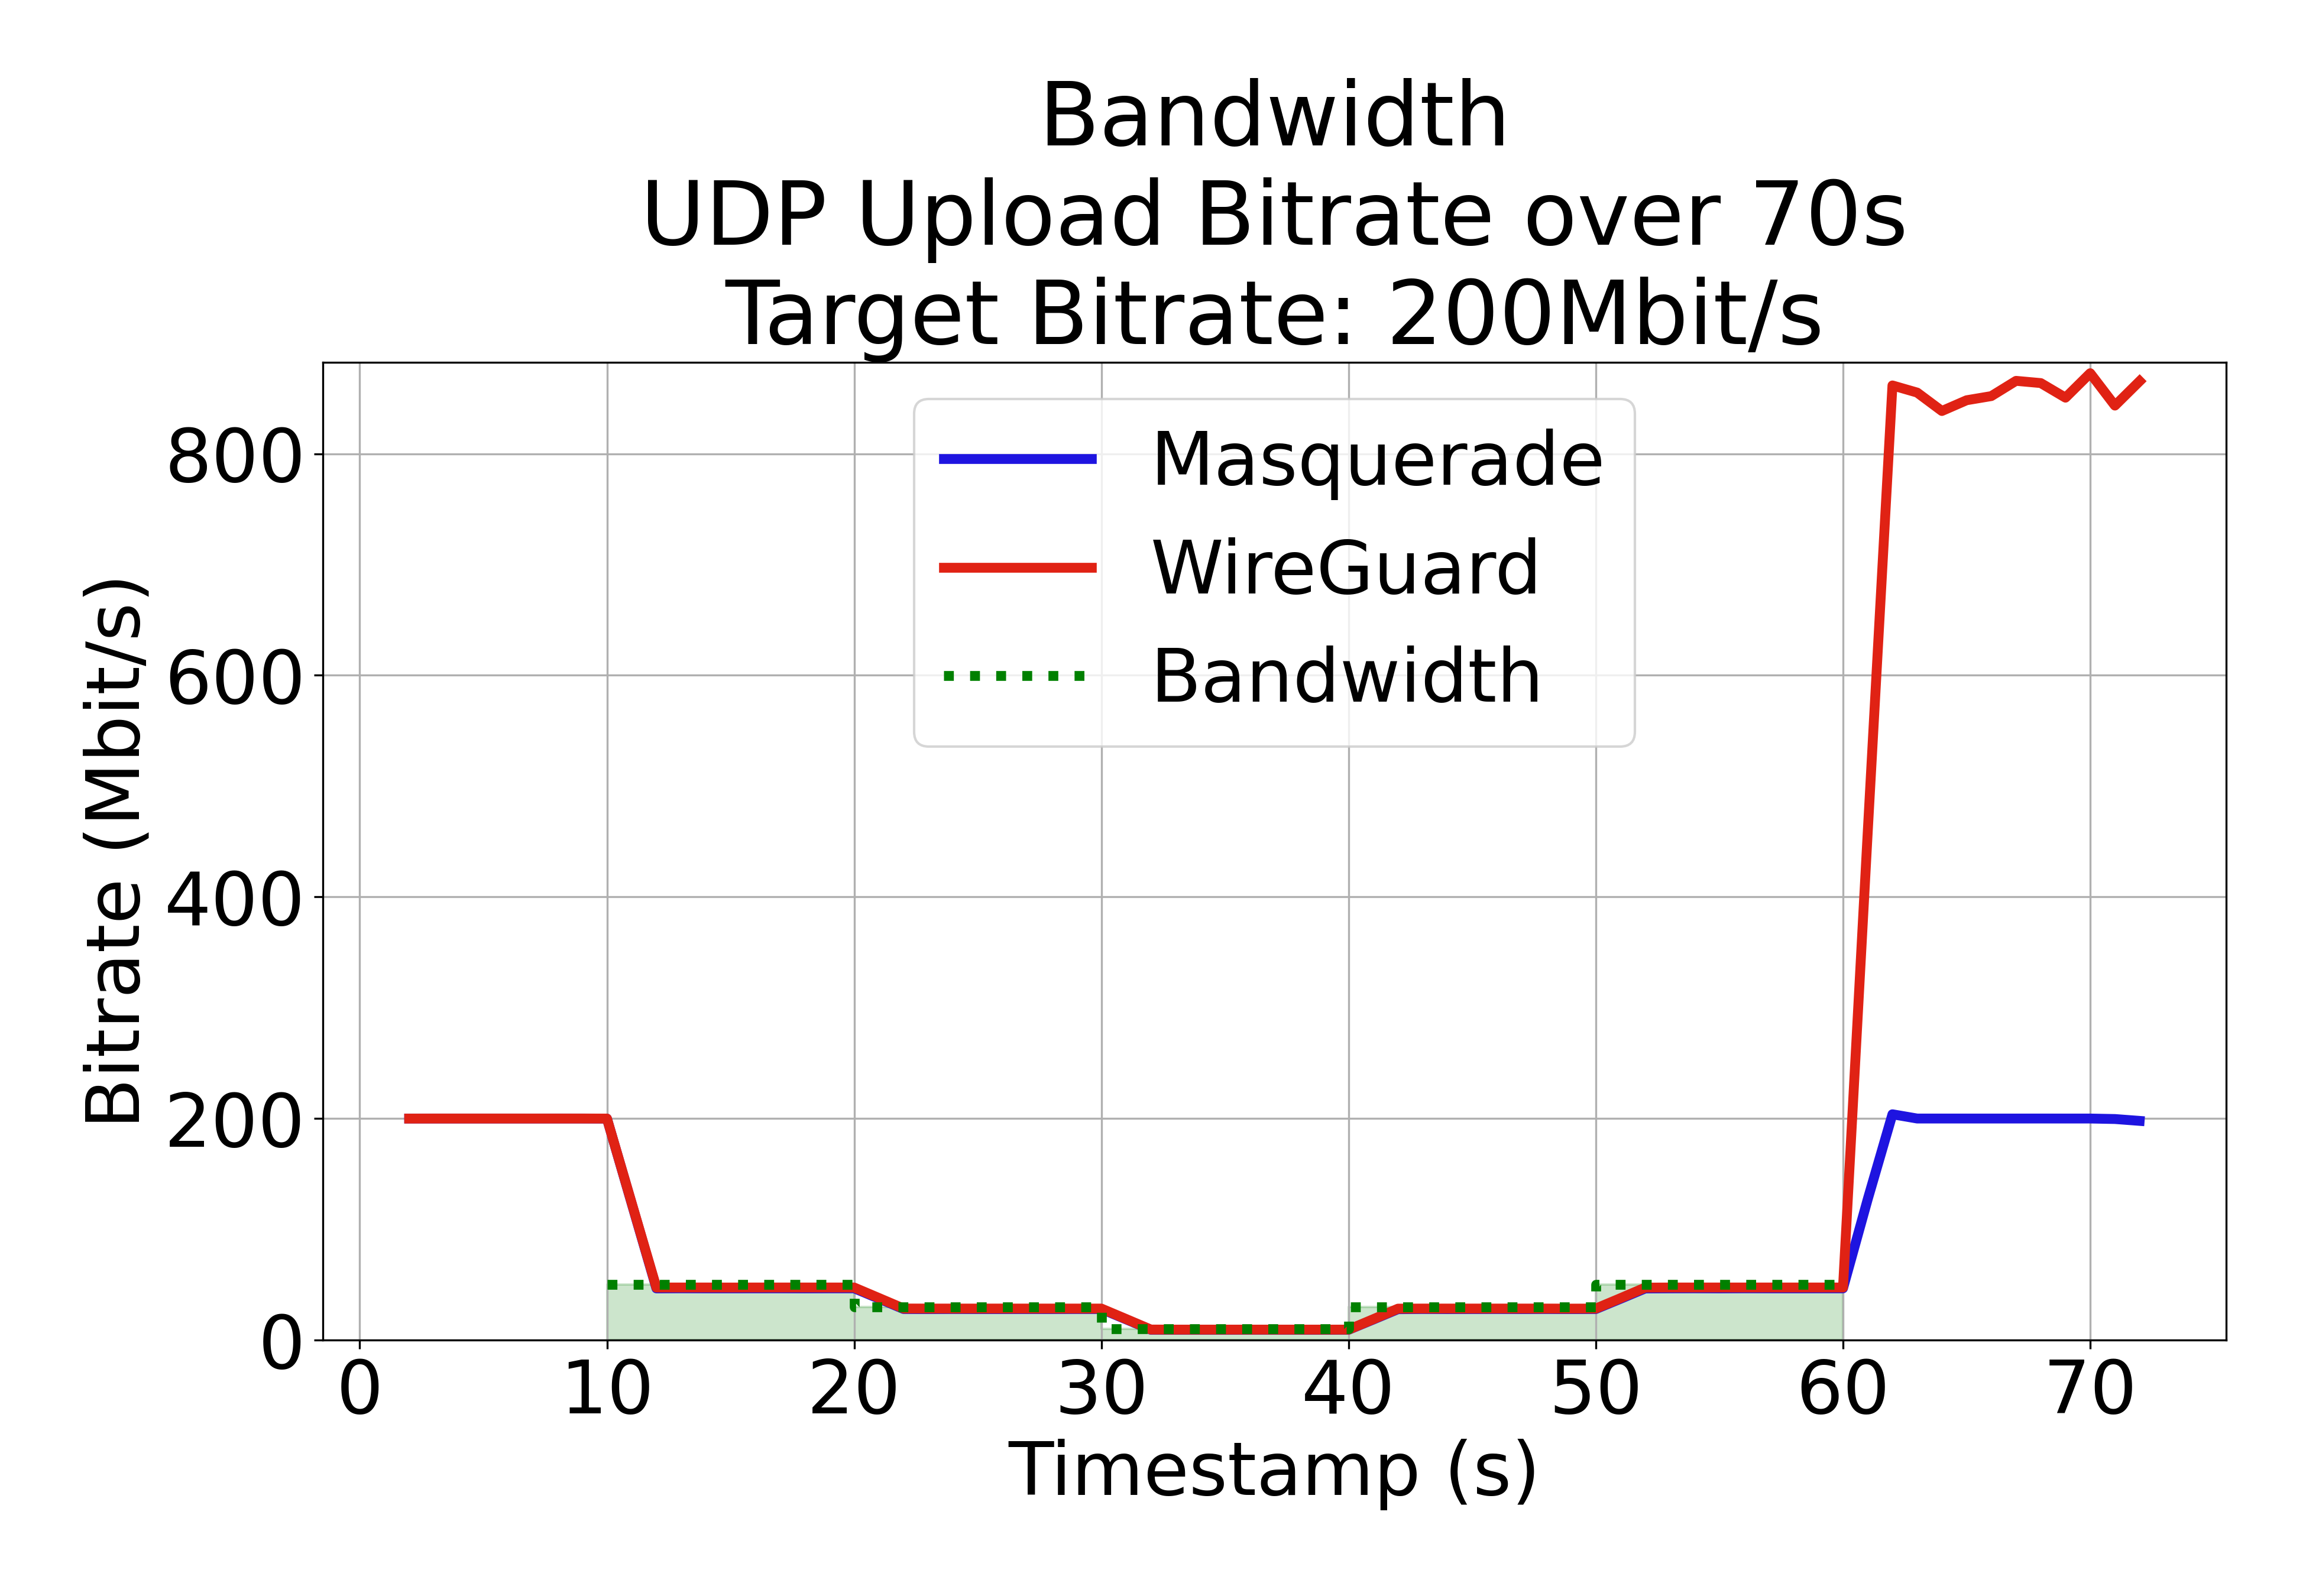 Bandwidth
UDP Upload Bitrate over 70s
Target Bitrate: 200Mbit/s
Masquerade
WireGuard
Bandwidth
Bitrate (Mbit/s)
800
600
400
200
0
0 10 20 30 40 50 60 70
Timestamp (s)